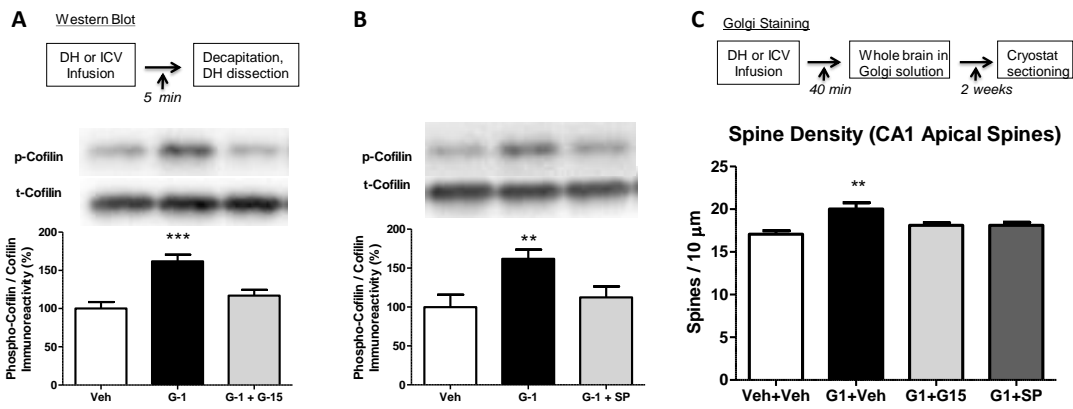 A
Western Blot
DH or ICV
Infusion
5 min
Decapitation,
DH dissection
p-Cofilin
t-Cofilin
Phospho-Cofilin / Cofilin
Immunoreactivity (%)
200
150
100
50
0
***
Veh
G-1
G-1 + G-15
B
p-Cofilin
t-Cofilin
Phospho-Cofilin / Cofilin
Immunoreactivity (%)
200
150
100
50
0
**
Veh
G-1
G-1 + SP
C
Golgi Staining
DH or ICV
Infusion
40 min
Whole brain in
Golgi solution
2 weeks
Cryostat
sectioning
Spine Density (CA1 Apical Spines)
Spines / 10 μm
25
20
15
10
5
0
**
Veh+Veh
G1+Veh
G1+G15
G1+SP